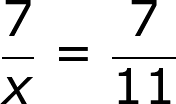 7/x = 7/11